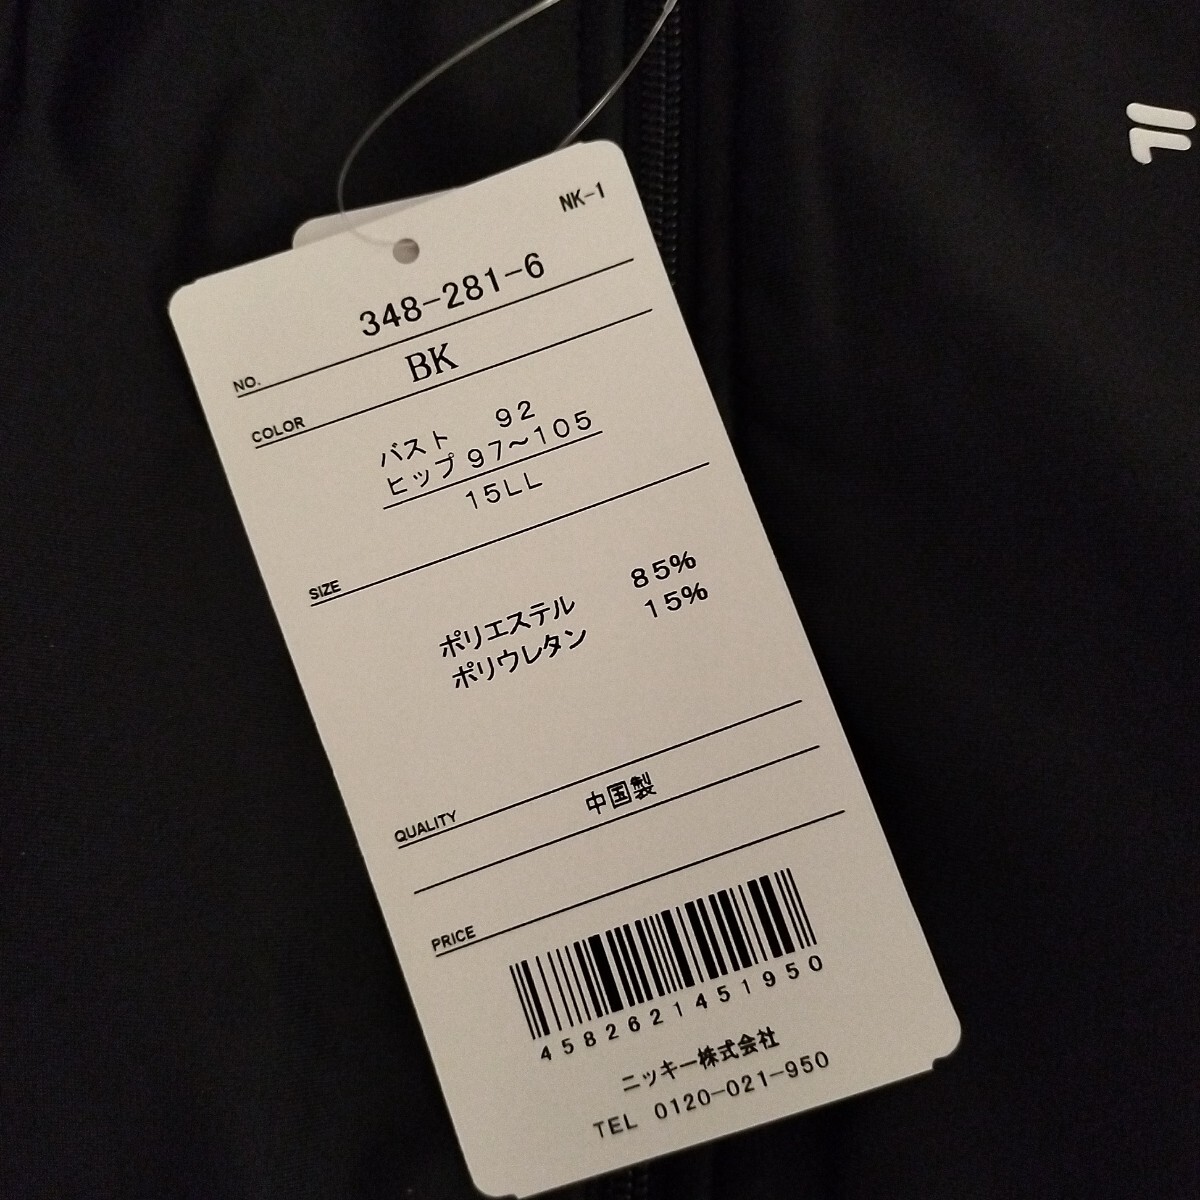 NK-1
NO. 348-281-6
COLOR BK
バスト 92
ヒップ 97～105
15LL
SIZE
ポリエステル 85%
ポリウレタン 15%
QUALITY
中国製
PRICE
4582621451950
ニッキー株式会社
TEL 0120-021-950